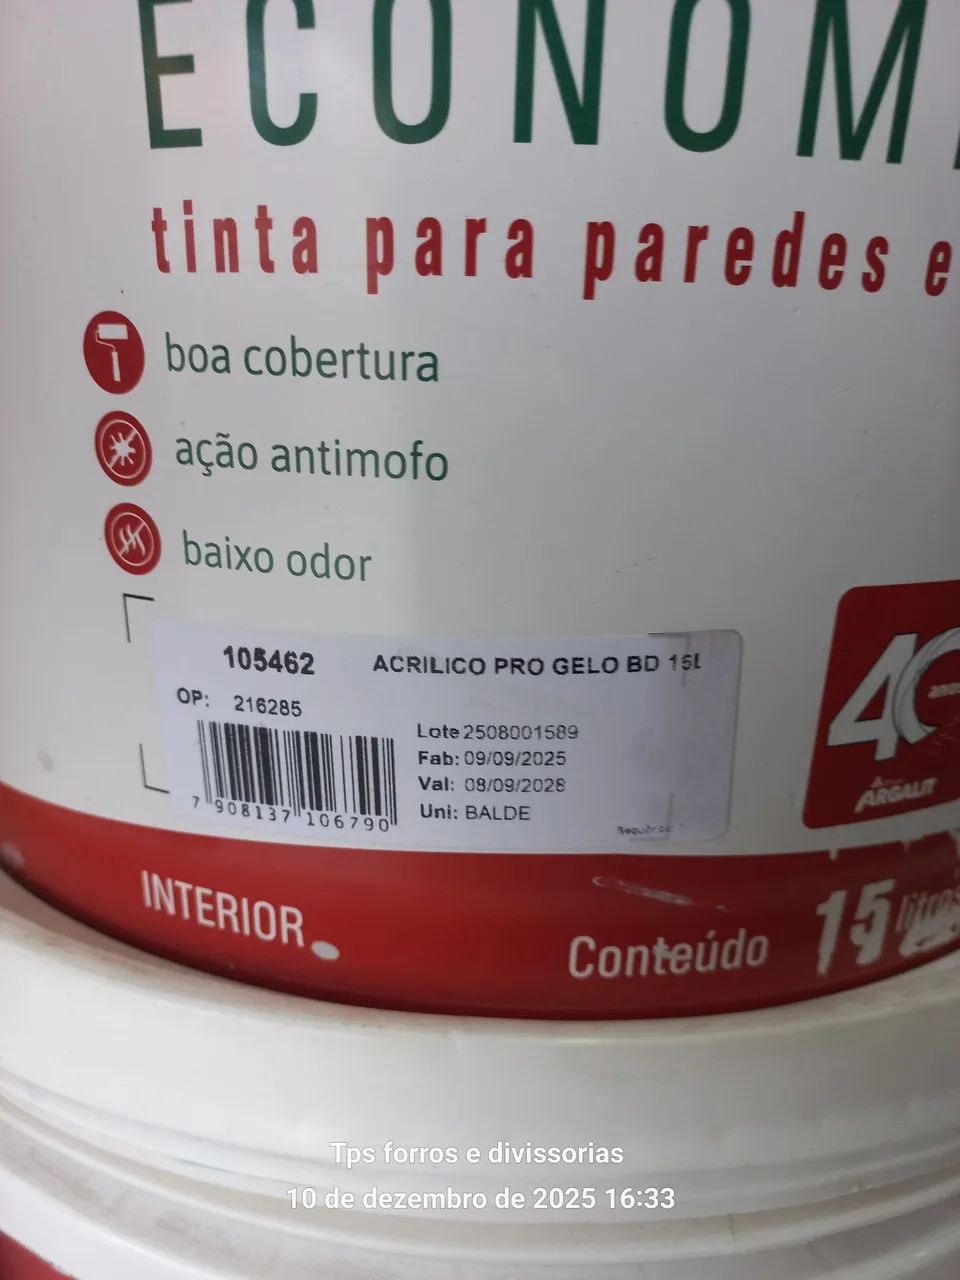 ECONOM
tinta para paredes e
boa cobertura
ação antimofo
baixo odor
105462 ACRILICO PRO GELO BD 15L
OP: 216285
Lote 2508001589
Fab: 09/09/2025
Val: 08/09/2028
Uni: BALDE
7 908137 106790
40 anos
ARGALIT
INTERIOR
Conteúdo 15 litros
Tps forros e divissorias
10 de dezembro de 2025 16:33